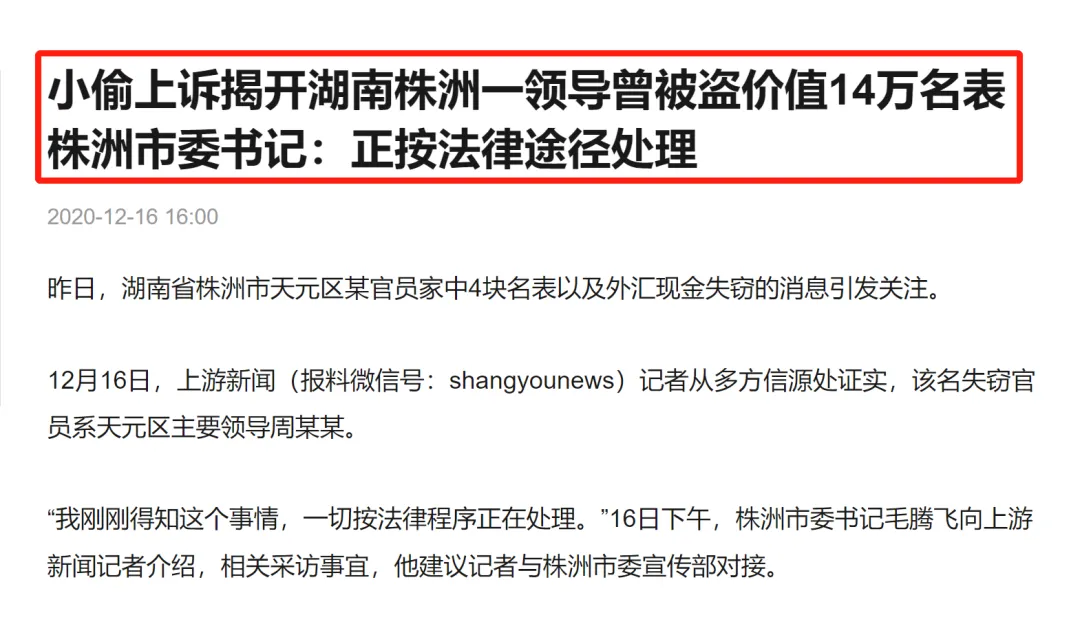 小偷上诉揭开湖南株洲一领导曾被盗价值14万名表
株洲市委书记：正按法律途径处理
2020-12-16 16:00
昨日，湖南省株洲市天元区某官员家中4块名表以及外汇现金失窃的消息引发关注。
12月16日，上游新闻（报料微信号：shangyounews）记者从多方信源处证实，该名失窃官
员系天元区主要领导周某某。
“我刚刚得知这个事情，一切按法律程序正在处理。”16日下午，株洲市委书记毛腾飞向上游
新闻记者介绍，相关采访事宜，他建议记者与株洲市委宣传部对接。